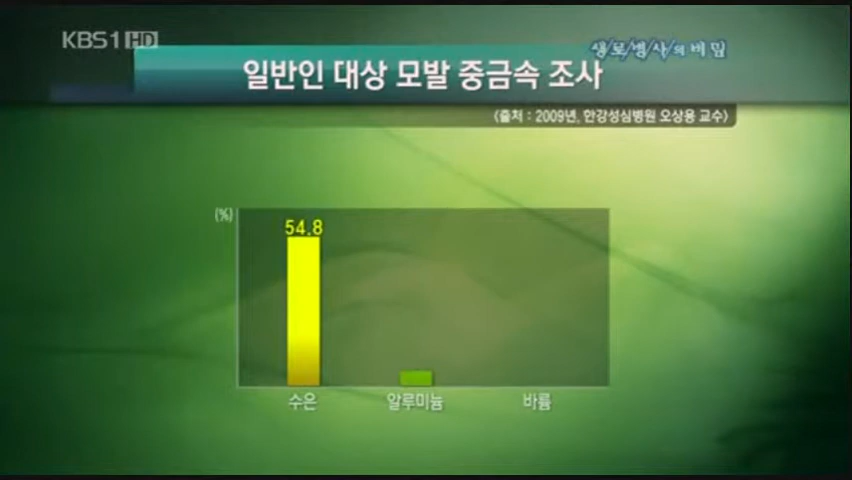 KBS1 HD
생로병사의 비밀
일반인 대상 모발 중금속 조사
〈출처 : 2009년, 한강성심병원 오상용 교수〉
(%)
54.8
수은 알루미늄 바륨